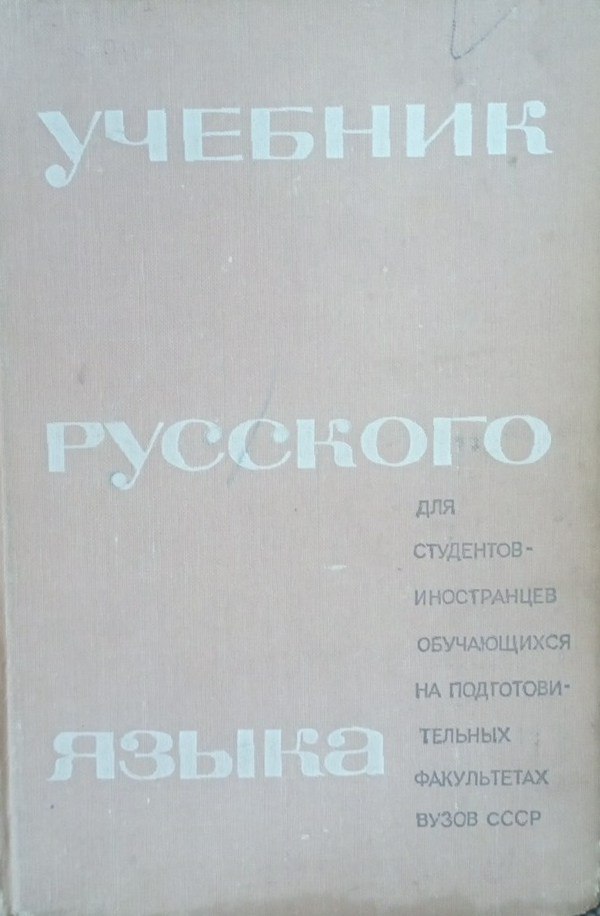 УЧЕБНИК
РУССКОГО
ЯЗЫКА
ДЛЯ
СТУДЕНТОВ-
ИНОСТРАНЦЕВ
ОБУЧАЮЩИХСЯ
НА ПОДГОТОВИ-
ТЕЛЬНЫХ
ФАКУЛЬТЕТАХ
ВУЗОВ СССР